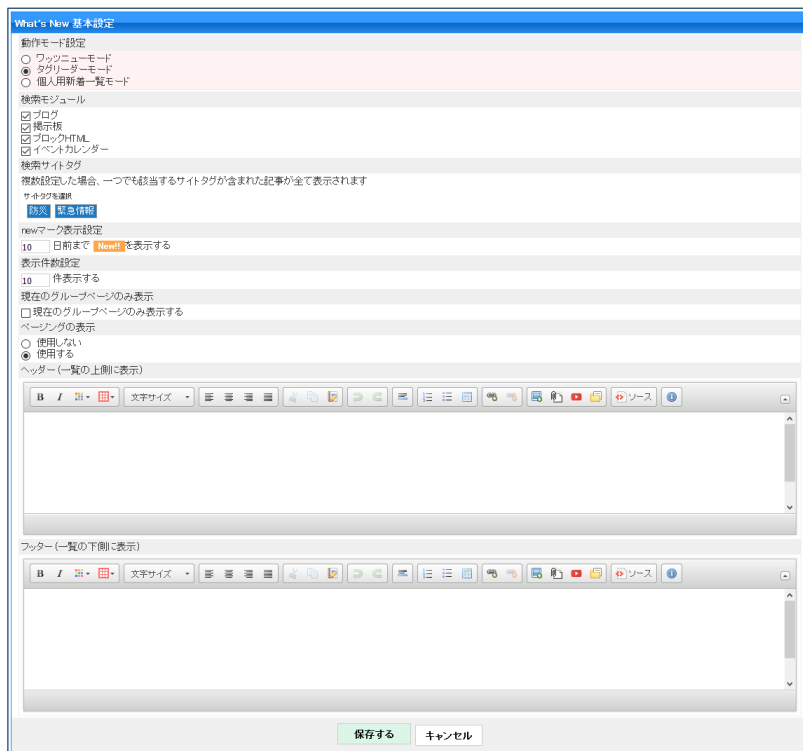 What's New 基本設定
動作モード設定
ワッツニューモード
タグリーダーモード
個人用新着一覧モード
検索モジュール
ブログ
掲示板
ブロックHTML
イベントカレンダー
検索サイトタグ
複数設定した場合、一つでも該当するサイトタグが含まれた記事が全て表示されます
サイトタグを選択
防災 緊急情報
newマーク表示設定
10 日前まで New!! を表示する
表示件数設定
10 件表示する
現在のグループページのみ表示
現在のグループページのみ表示する
ページングの表示
使用しない
使用する
ヘッダー(一覧の上側に表示)
B I 文字サイズ ソース
フッター(一覧の下側に表示)
B I 文字サイズ ソース
保存する キャンセル